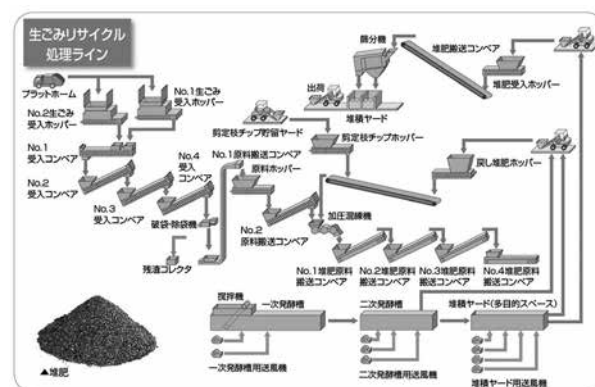 生ごみリサイクル
処理ライン
プラットホーム
No.1生ごみ
受入ホッパー
No.2生ごみ
受入ホッパー
No.1
受入コンベア
No.2
受入コンベア
No.3
受入コンベア
No.4
受入
コンベア
破袋・除袋機
残渣コレクタ
No.1原料搬送コンベア
原料ホッパー
No.2
原料搬送コンベア
篩分機
堆肥搬送コンベア
堆肥受入ホッパー
出荷
堆積ヤード
剪定枝チップ貯留ヤード
剪定枝チップホッパー
戻し堆肥ホッパー
加圧混練機
No.1堆肥原料
搬送コンベア
No.2堆肥原料
搬送コンベア
No.3堆肥原料
搬送コンベア
No.4堆肥原料
搬送コンベア
撹拌機
一次発酵槽
二次発酵槽
堆積ヤード(多目的スペース)
一次発酵槽用送風機
二次発酵槽用送風機
堆積ヤード用送風機
▲堆肥